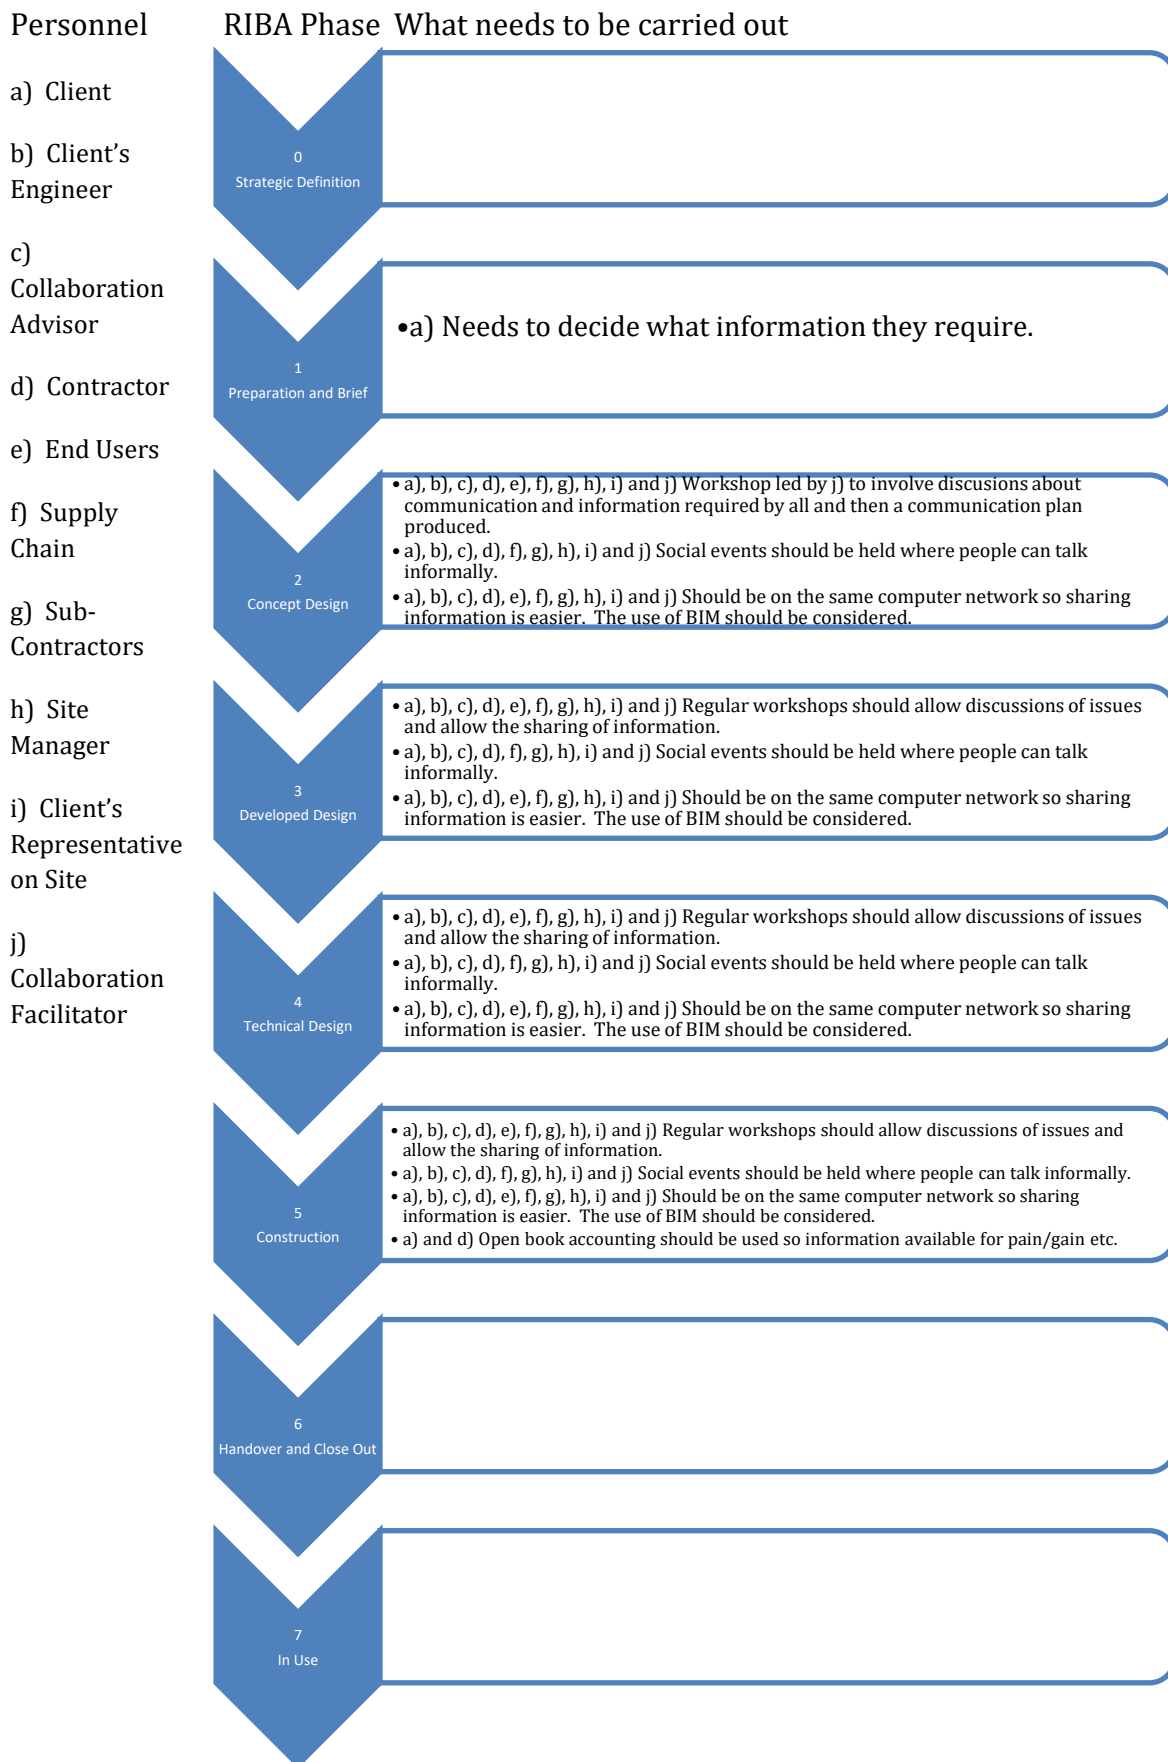 Personnel
RIBA Phase
What needs to be carried out
a) Client
b) Client's
Engineer
c)
Collaboration
Advisor
d) Contractor
e) End Users
f) Supply
Chain
g) Sub-
Contractors
h) Site
Manager
i) Client's
Representative
on Site
j)
Collaboration
Facilitator
0
Strategic Definition
1
Preparation and Brief
•a) Needs to decide what information they require.
2
Concept Design
• a), b), c), d), e), f), g), h), i) and j) Workshop led by j) to involve discusions about
communication and information required by all and then a communication plan
produced.
• a), b), c), d), f), g), h), i) and j) Social events should be held where people can talk
informally.
• a), b), c), d), e), f), g), h), i) and j) Should be on the same computer network so sharing
information is easier. The use of BIM should be considered.
3
Developed Design
• a), b), c), d), e), f), g), h), i) and j) Regular workshops should allow discussions of issues
and allow the sharing of information.
• a), b), c), d), f), g), h), i) and j) Social events should be held where people can talk
informally.
• a), b), c), d), e), f), g), h), i) and j) Should be on the same computer network so sharing
information is easier. The use of BIM should be considered.
4
Technical Design
• a), b), c), d), e), f), g), h), i) and j) Regular workshops should allow discussions of issues
and allow the sharing of information.
• a), b), c), d), f), g), h), i) and j) Social events should be held where people can talk
informally.
• a), b), c), d), e), f), g), h), i) and j) Should be on the same computer network so sharing
information is easier. The use of BIM should be considered.
5
Construction
• a), b), c), d), e), f), g), h), i) and j) Regular workshops should allow discussions of issues and
allow the sharing of information.
• a), b), c), d), f), g), h), i) and j) Social events should be held where people can talk informally.
• a), b), c), d), e), f), g), h), i) and j) Should be on the same computer network so sharing
information is easier. The use of BIM should be considered.
• a) and d) Open book accounting should be used so information available for pain/gain etc.
6
Handover and Close Out
7
In Use